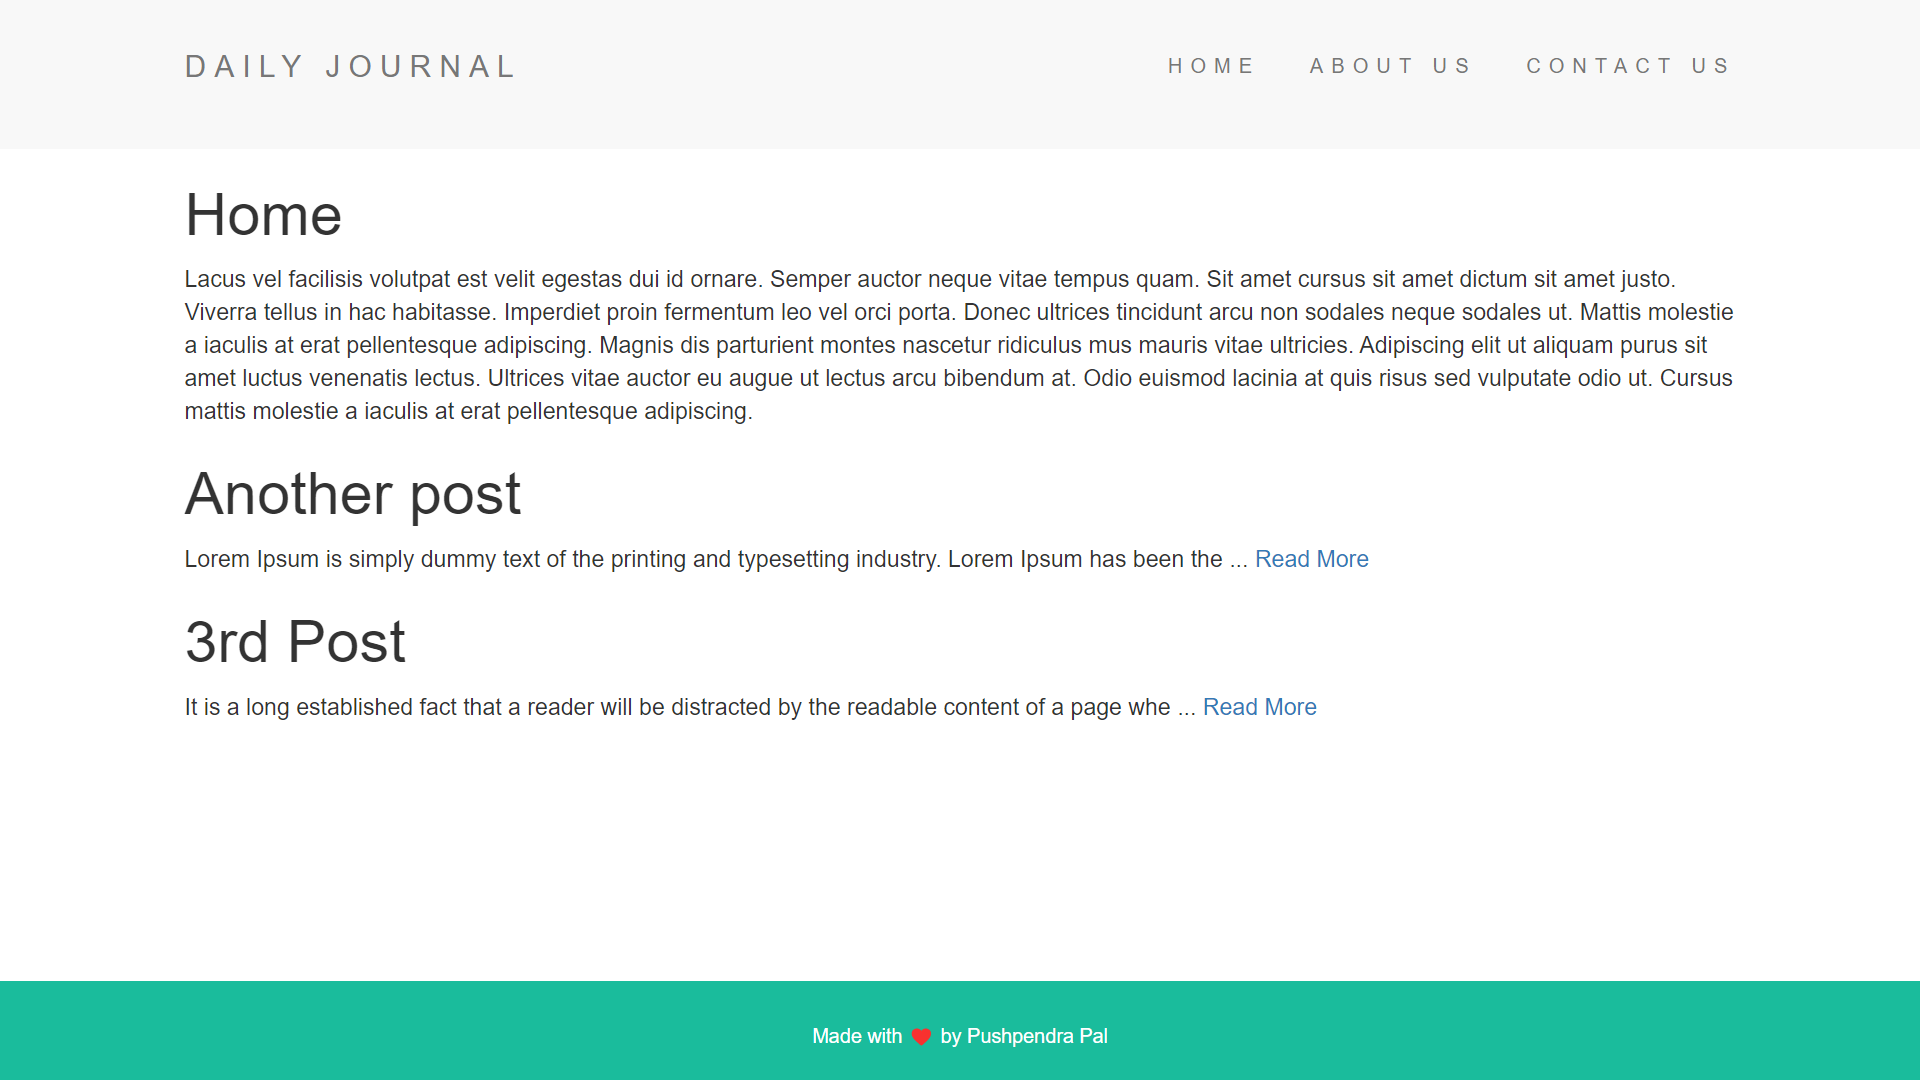 DAILY JOURNAL
HOME ABOUT US CONTACT US
Home
Lacus vel facilisis volutpat est velit egestas dui id ornare. Semper auctor neque vitae tempus quam. Sit amet cursus sit amet dictum sit amet justo.
Viverra tellus in hac habitasse. Imperdiet proin fermentum leo vel orci porta. Donec ultrices tincidunt arcu non sodales neque sodales ut. Mattis molestie
a iaculis at erat pellentesque adipiscing. Magnis dis parturient montes nascetur ridiculus mus mauris vitae ultricies. Adipiscing elit ut aliquam purus sit
amet luctus venenatis lectus. Ultrices vitae auctor eu augue ut lectus arcu bibendum at. Odio euismod lacinia at quis risus sed vulputate odio ut. Cursus
mattis molestie a iaculis at erat pellentesque adipiscing.
Another post
Lorem Ipsum is simply dummy text of the printing and typesetting industry. Lorem Ipsum has been the ... Read More
3rd Post
It is a long established fact that a reader will be distracted by the readable content of a page whe ... Read More
Made with ❤ by Pushpendra Pal